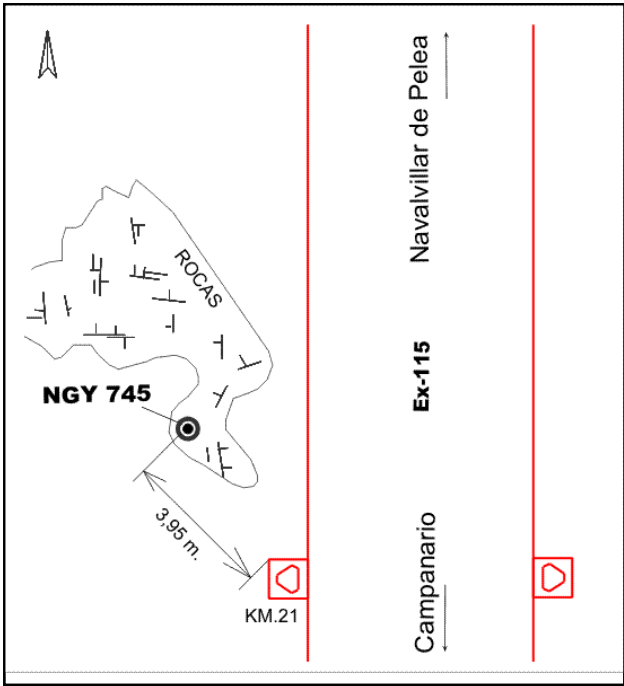 Navalvillar de Pelea
ROCAS
Ex-115
NGY 745
3,95 m.
Campanario
KM.21